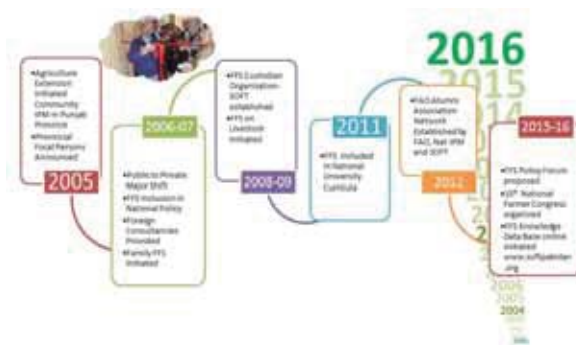 •Agriculture
Extension
Initiated
Community
IPM in Punjab
Province
•Provincial
Focal Persons
Announced
2005
2006-07
•Public to Private
Major Shift
•FFS Inclusion in
National Policy
•Foreign
Consultancies
Provided
•Family FFS
Initiated
•FFS Custodian
Organization-
SOFT
established
•FFS on
Livestock
Initiated
2008-09
2011
•FFS Included
in National
University
Curricula
Alumni
Association
Network
Established by
FAO, Nat IPM
and SOFT
2012
2016
2015
2015-16
•FFS Policy Forum
proposed
National
Farmer Congress
organized
•FFS Knowledge
Data Base online
initiated
2006
2005
2004